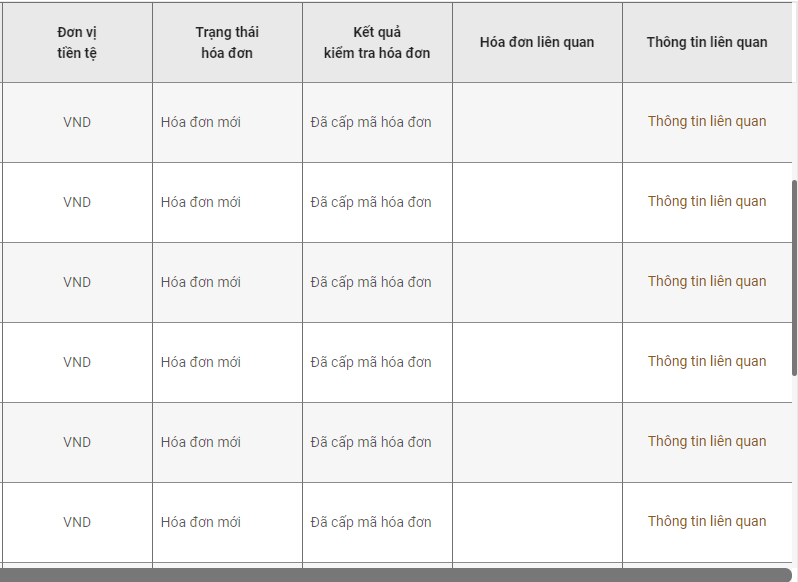 Đơn vị
tiền tệ
Trạng thái
hóa đơn
Kết quả
kiểm tra hóa đơn
Hóa đơn liên quan
Thông tin liên quan
VND Hóa đơn mới Đã cấp mã hóa đơn Thông tin liên quan
VND Hóa đơn mới Đã cấp mã hóa đơn Thông tin liên quan
VND Hóa đơn mới Đã cấp mã hóa đơn Thông tin liên quan
VND Hóa đơn mới Đã cấp mã hóa đơn Thông tin liên quan
VND Hóa đơn mới Đã cấp mã hóa đơn Thông tin liên quan
VND Hóa đơn mới Đã cấp mã hóa đơn Thông tin liên quan